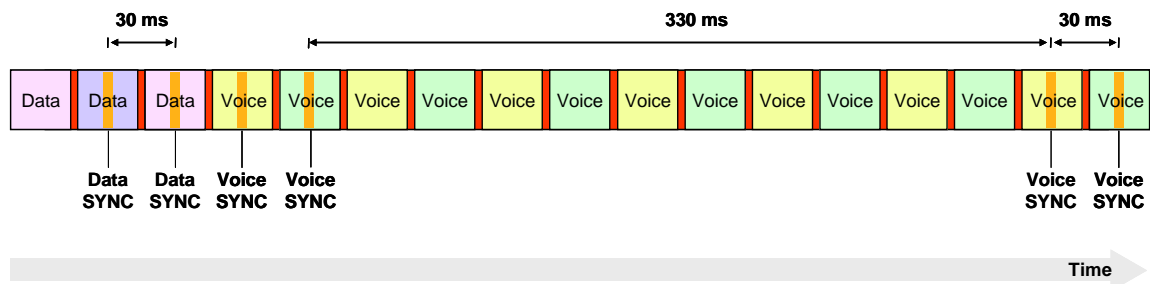 30 ms 330 ms 30 ms
Data Data Data Voice Voice Voice Voice Voice Voice Voice Voice Voice Voice Voice Voice Voice Voice
Data Data Voice Voice Voice Voice
SYNC SYNC SYNC SYNC SYNC SYNC
Time